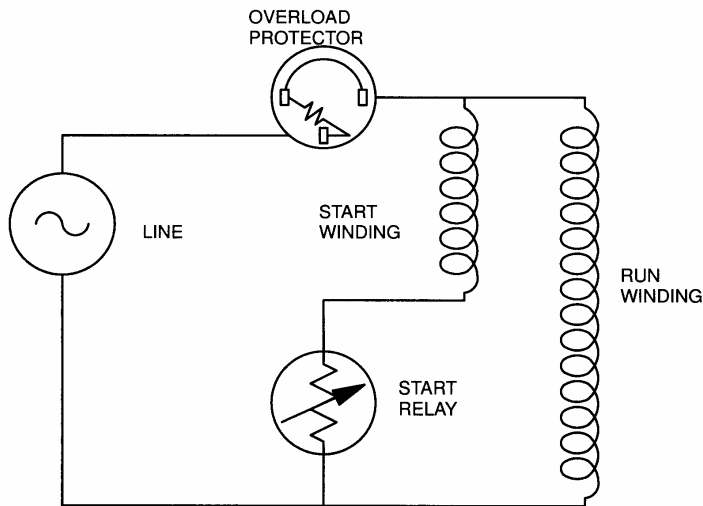 OVERLOAD
PROTECTOR
LINE
START
WINDING
RUN
WINDING
START
RELAY